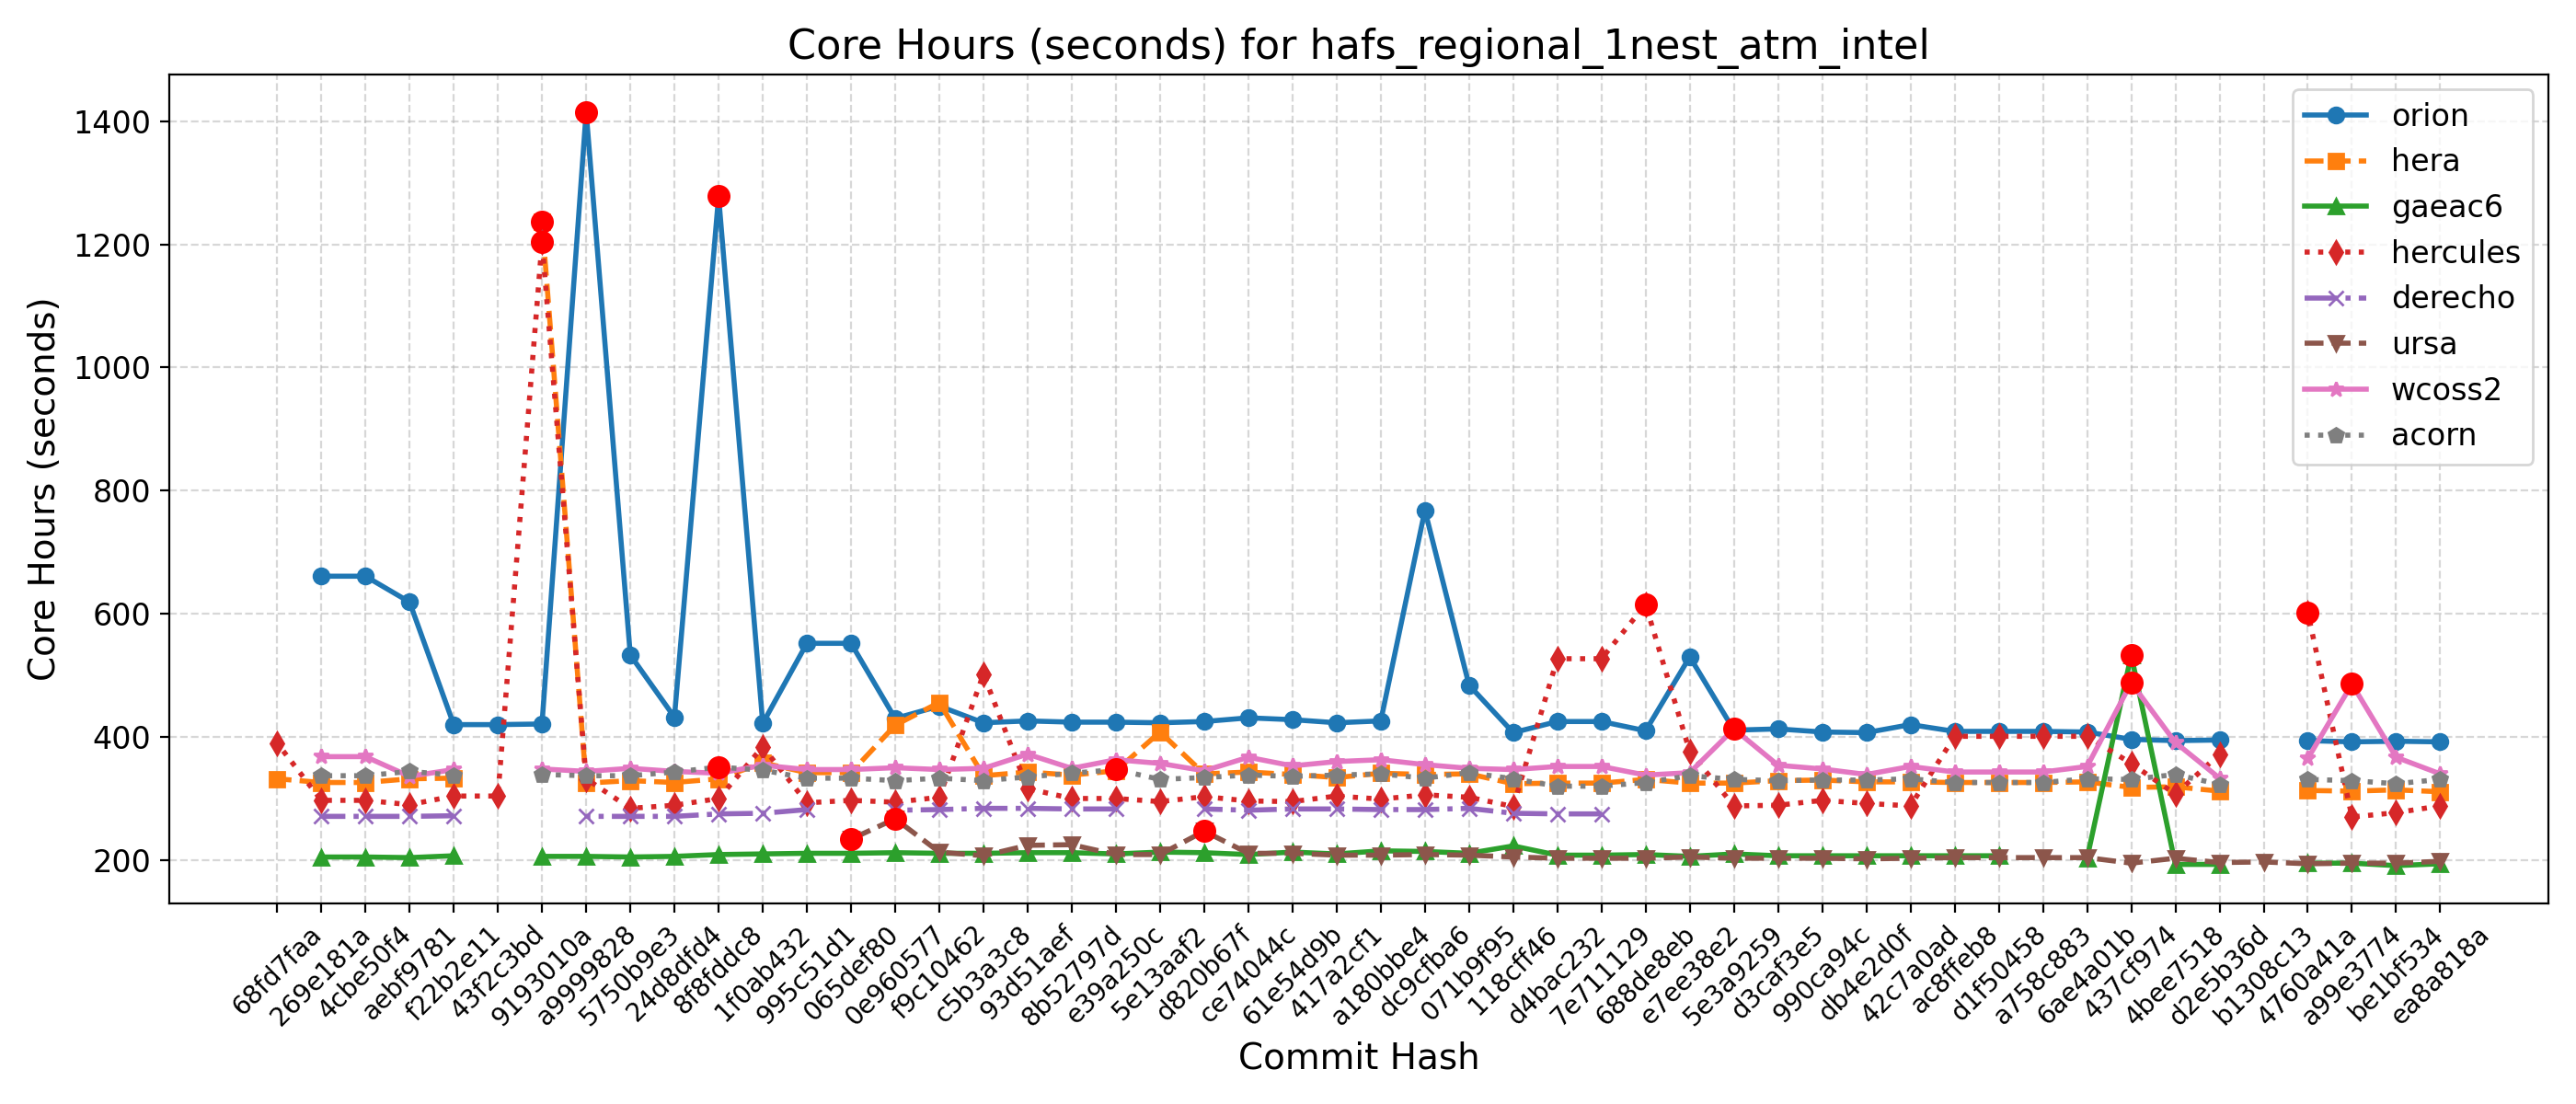 Core Hours (seconds) for hafs_regional_1nest_atm_intel
Core Hours (seconds)
1400
1200
1000
800
600
400
200
orion
hera
gaeac6
hercules
derecho
ursa
wcoss2
acorn
68fd7faa
269e181a
4cbe50f4
aebf9781
f22b2e11
43f2c3bd
9193010a
a9999828
5750b9e3
24d8dfd4
8f8fddc8
1f0ab432
995c51d1
065def80
0e960577
f9c10462
c5b3a3c8
93d51aef
8b52797d
e39a250c
5e13aaf2
d820b67f
ce74044c
61e54d9b
417a2cf1
a180bbe4
dc9cfba6
071b9f95
118cff46
d4bac232
7e711129
688de8eb
e7ee38e2
5e3a9259
d3caf3e5
990ca94c
db4e2d0f
42c7a0ad
ac8ffeb8
d1f50458
a758c883
6ae4a01b
437cf974
4bee7518
d2e5b36d
b1308c13
4760a41a
a99e3774
be1bf534
ea8a818a
Commit Hash